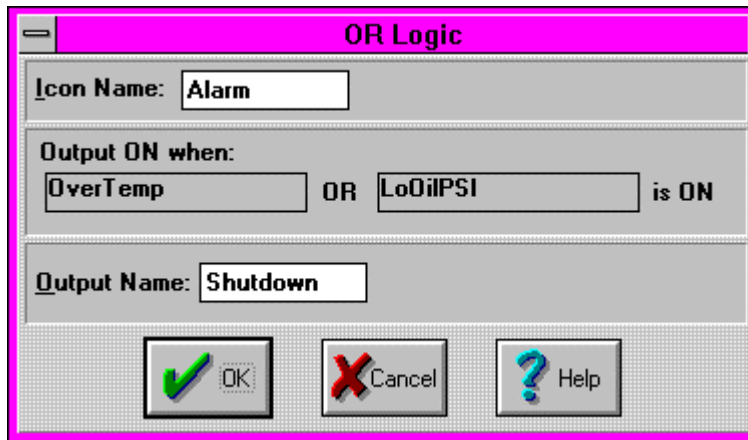 OR Logic
Icon Name: Alarm
Output ON when:
OverTemp OR LoOilPSI is ON
Output Name: Shutdown
OK Cancel Help